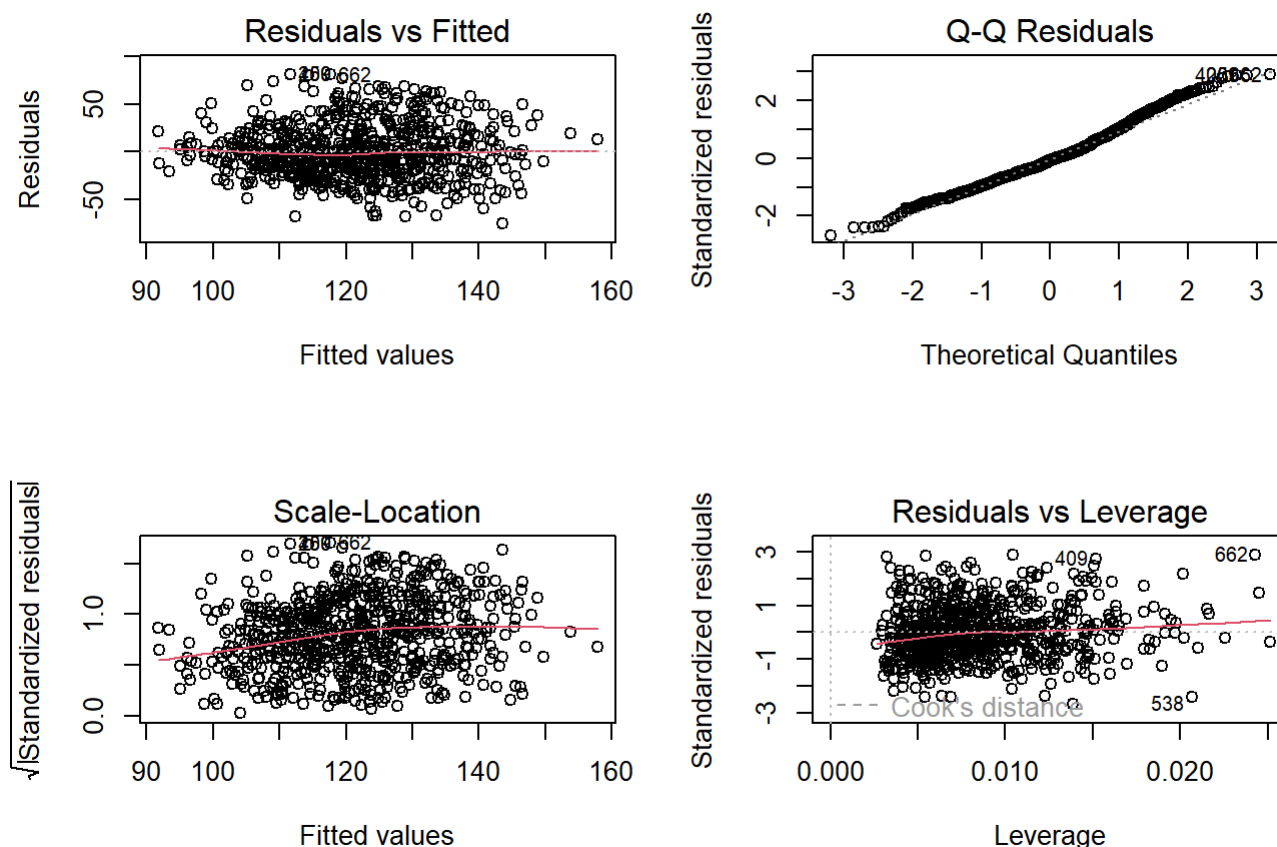 Residuals vs Fitted
662
Residuals
50
0
-50
90 100 120 140 160
Fitted values
Q-Q Residuals
662
Standardized residuals
2
0
-2
-3 -2 -1 0 1 2 3
Theoretical Quantiles
Scale-Location
662
√|Standardized residuals|
1.0
0.0
90 100 120 140 160
Fitted values
Residuals vs Leverage
409
662
538
Cook's distance
Standardized residuals
3
1
-1
-3
0.000 0.010 0.020
Leverage